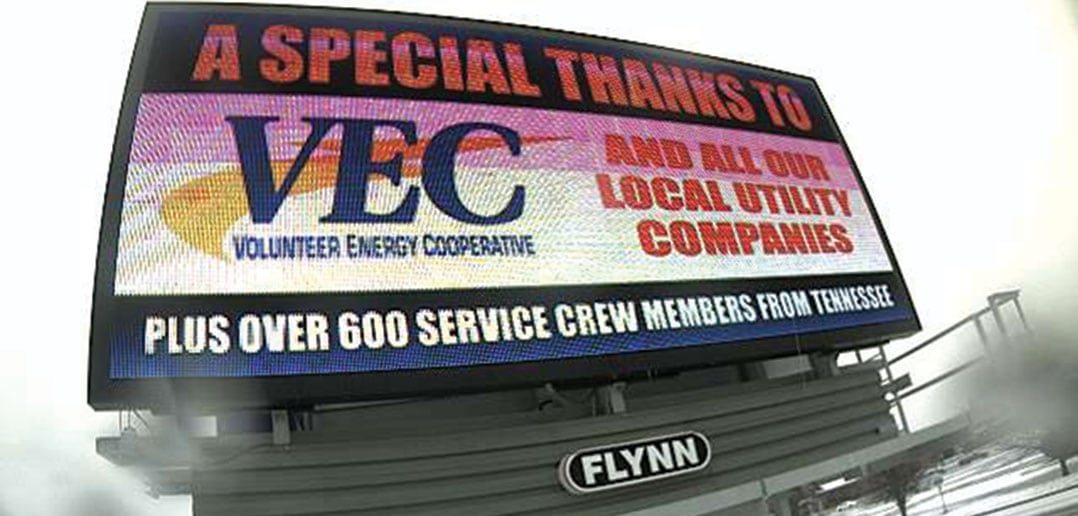 A SPECIAL THANKS TO
VEC
VOLUNTEER ENERGY COOPERATIVE
AND ALL OUR
LOCAL UTILITY
COMPANIES
PLUS OVER 600 SERVICE CREW MEMBERS FROM TENNESSEE
FLYNN